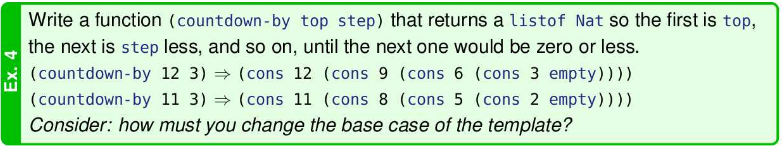 Ex. 4
Write a function (countdown-by top step) that returns a listof Nat so the first is top,
the next is step less, and so on, until the next one would be zero or less.
(countdown-by 12 3) ⇒ (cons 12 (cons 9 (cons 6 (cons 3 empty))))
(countdown-by 11 3) ⇒ (cons 11 (cons 8 (cons 5 (cons 2 empty))))
Consider: how must you change the base case of the template?